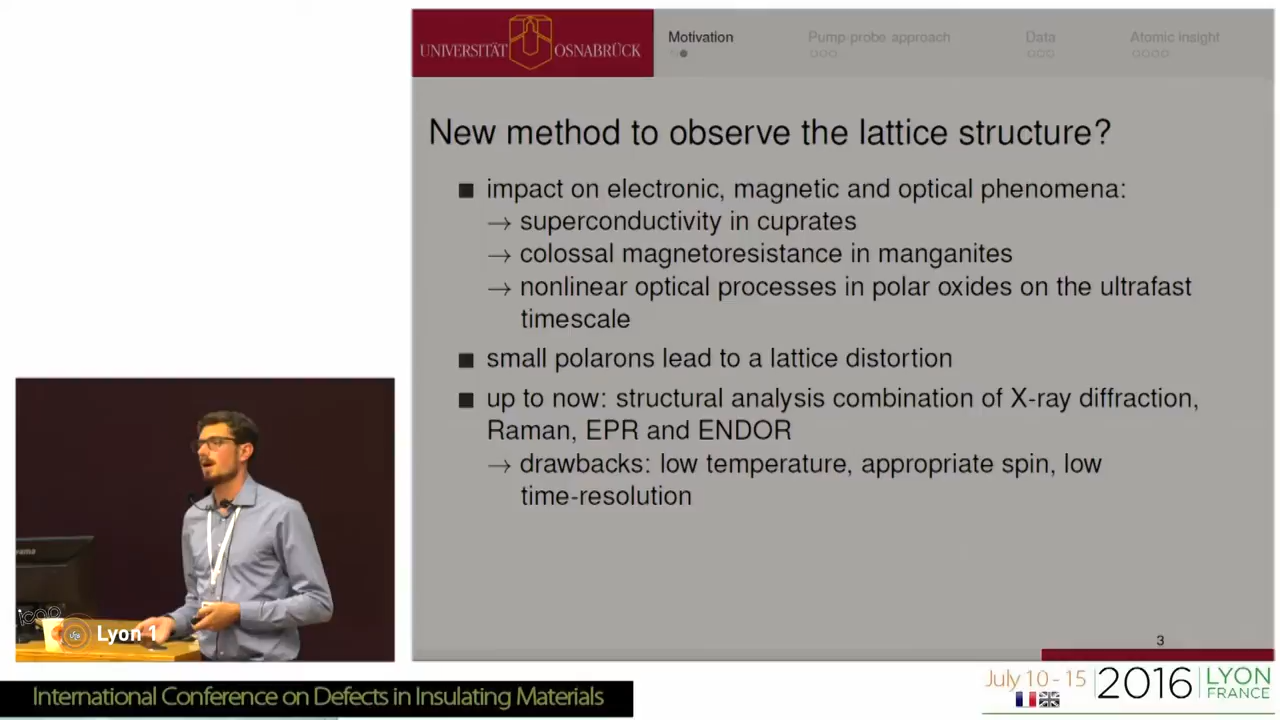 UNIVERSITÄT OSNABRÜCK
Motivation
Pump probe approach
Data
Atomic insight
New method to observe the lattice structure?
impact on electronic, magnetic and optical phenomena:
→ superconductivity in cuprates
→ colossal magnetoresistance in manganites
→ nonlinear optical processes in polar oxides on the ultrafast
timescale
small polarons lead to a lattice distortion
up to now: structural analysis combination of X-ray diffraction,
Raman, EPR and ENDOR
→ drawbacks: low temperature, appropriate spin, low
time-resolution
3
icap
Lyon 1
International Conference on Defects in Insulating Materials
July 10 - 15
2016
LYON
FRANCE